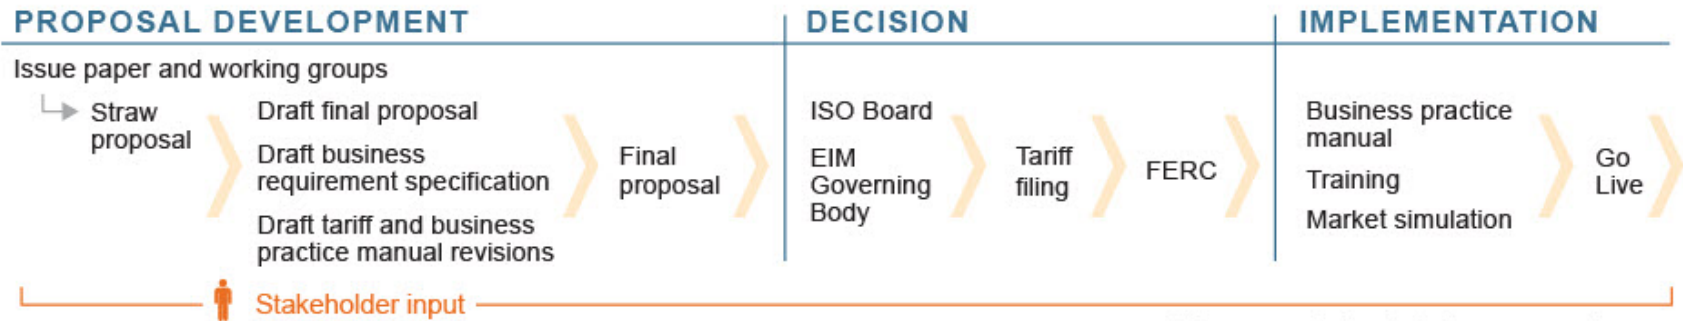 PROPOSAL DEVELOPMENT
Issue paper and working groups
Straw
proposal
Draft final proposal
Draft business
requirement specification
Draft tariff and business
practice manual revisions
Final
proposal
DECISION
ISO Board
EIM
Governing
Body
Tariff
filing
FERC
IMPLEMENTATION
Business practice
manual
Training
Market simulation
Go
Live
Stakeholder input